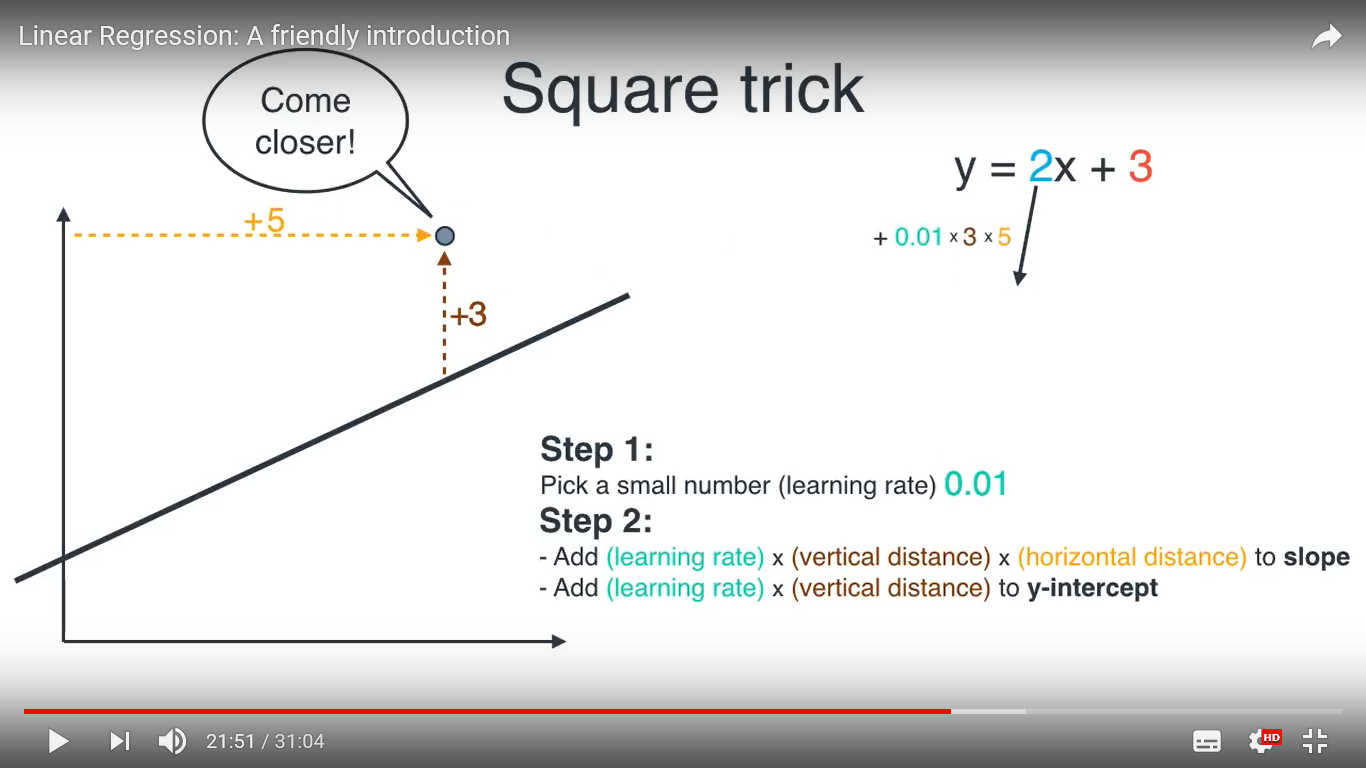 Linear Regression: A friendly introduction
Square trick
Come
closer!
y = 2x + 3
+5
+ 0.01 x 3 x 5
+3
Step 1:
Pick a small number (learning rate) 0.01
Step 2:
- Add (learning rate) x (vertical distance) x (horizontal distance) to slope
- Add (learning rate) x (vertical distance) to y-intercept
21:51 / 31:04
HD